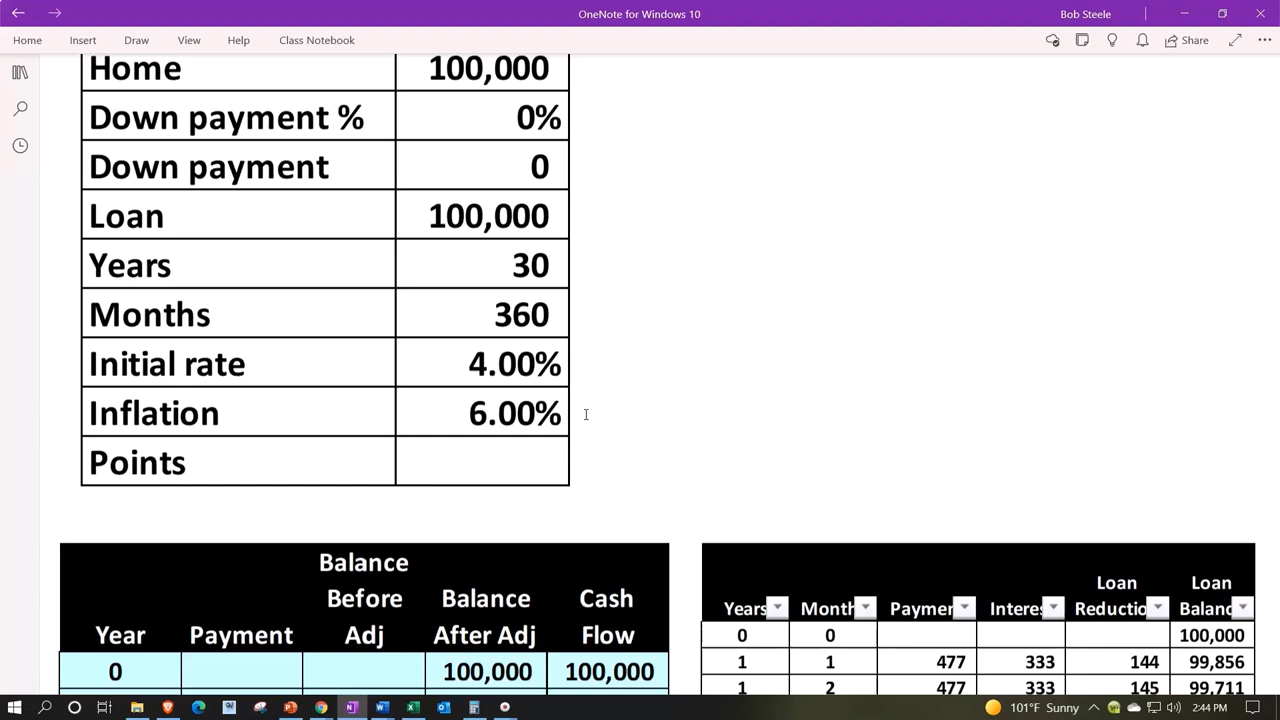 OneNote for Windows 10
Bob Steele
Home Insert Draw View Help Class Notebook
Share
Home 100,000
Down payment % 0%
Down payment 0
Loan 100,000
Years 30
Months 360
Initial rate 4.00%
Inflation 6.00%
Points
Balance
Before Balance Cash
Year Payment Adj After Adj Flow
0 100,000 100,000
Loan Loan
Years Month Paymen Interes Reductio Balanc
0 0 100,000
1 1 477 333 144 99,856
1 2 477 333 145 99,711
101°F Sunny
2:44 PM